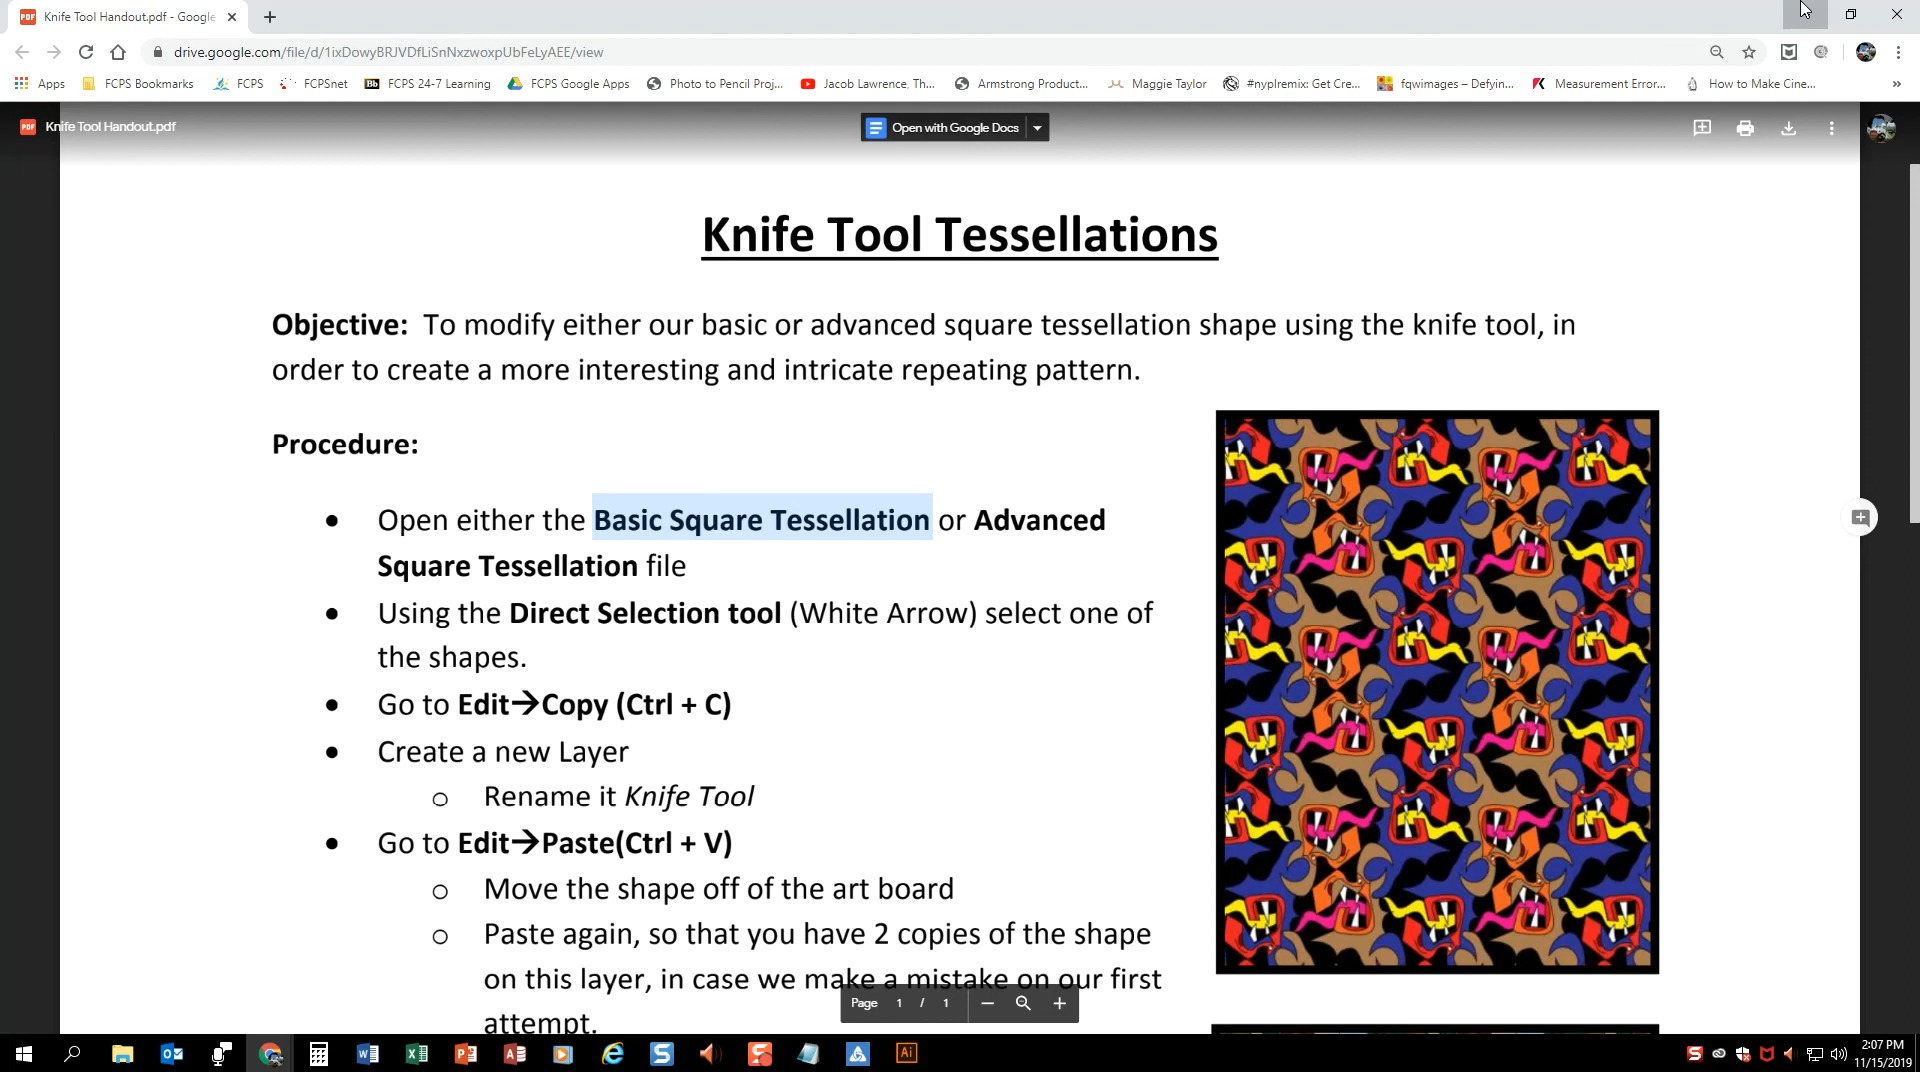 Knife Tool Handout.pdf - Google
drive.google.com/file/d/1ixDowyBRJVDfLiSnNxzwoxpUbFeLyAEE/view
Apps FCPS Bookmarks FCPS FCPSnet Bb FCPS 24-7 Learning FCPS Google Apps Photo to Pencil Proj... Jacob Lawrence, Th... Armstrong Product... Maggie Taylor #nyplremix: Get Cre... fqwimages – Defyin... Measurement Error... How to Make Cine... »
PDF Knife Tool Handout.pdf Open with Google Docs
Knife Tool Tessellations
Objective: To modify either our basic or advanced square tessellation shape using the knife tool, in
order to create a more interesting and intricate repeating pattern.
Procedure:
• Open either the Basic Square Tessellation or Advanced
Square Tessellation file
• Using the Direct Selection tool (White Arrow) select one of
the shapes.
• Go to Edit→Copy (Ctrl + C)
• Create a new Layer
o Rename it Knife Tool
• Go to Edit→Paste(Ctrl + V)
o Move the shape off of the art board
o Paste again, so that you have 2 copies of the shape
on this layer, in case we make a mistake on our first
attempt.
Page 1 / 1
2:07 PM
11/15/2019